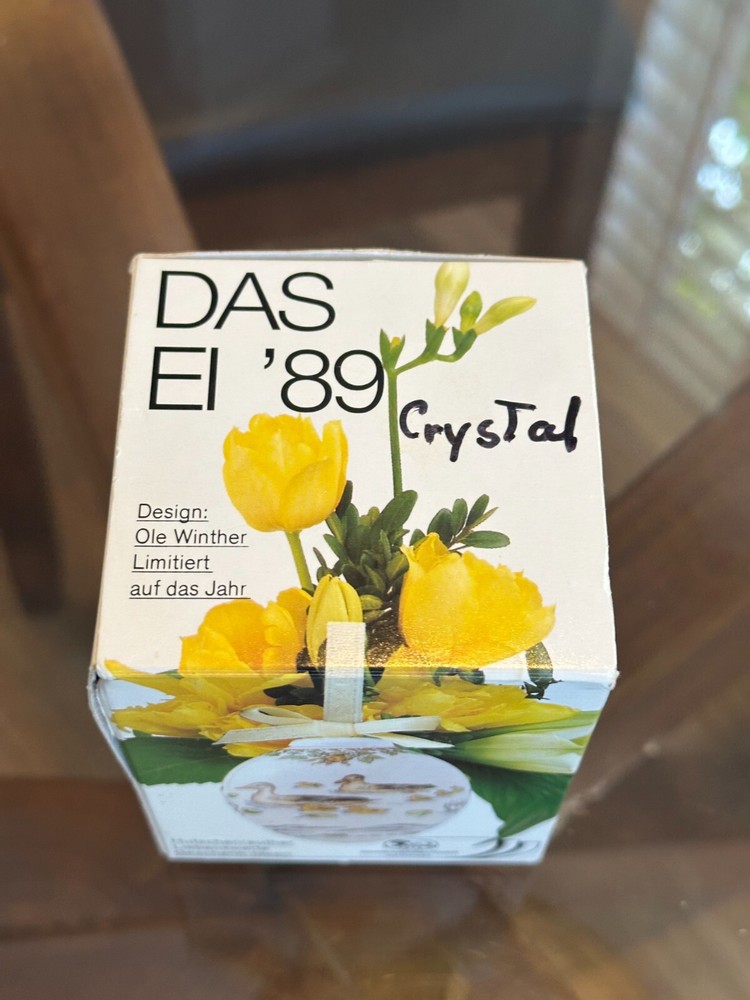 DAS
EI '89
Crystal
Design:
Ole Winther
Limitiert
auf das Jahr